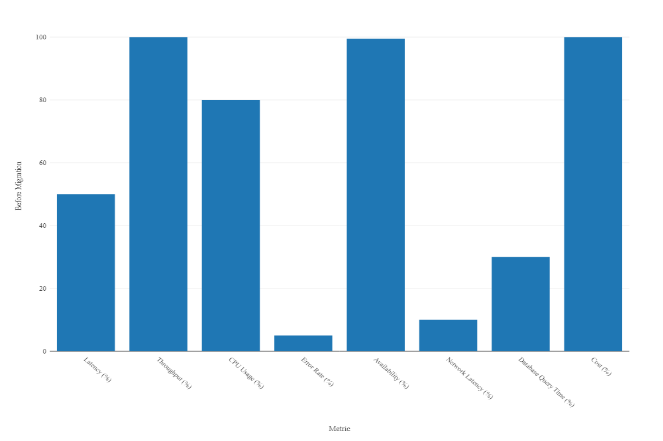 100
80
60
40
20
0
Before Migration
Latency (%)
Throughput (%)
CPU Usage (%)
Error Rate (%)
Availability (%)
Network Latency (%)
Database Query Time (%)
Cost (%)
Metric